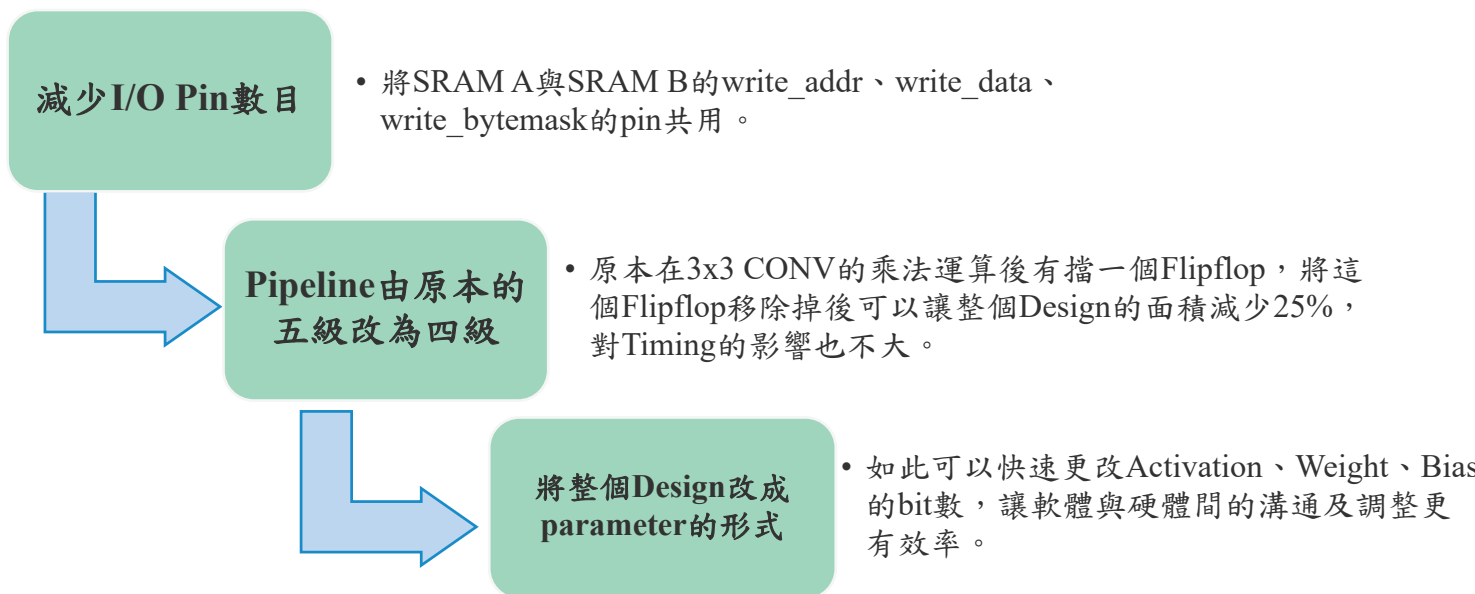 減少I/O Pin數目
• 將SRAM A與SRAM B的write_addr、write_data、
write_bytemask的pin共用。
Pipeline由原本的
五級改為四級
• 原本在3x3 CONV的乘法運算後有擋一個Flipflop，將這
個Flipflop移除掉後可以讓整個Design的面積減少25%，
對Timing的影響也不大。
將整個Design改成
parameter的形式
• 如此可以快速更改Activation、Weight、Bias
的bit數，讓軟體與硬體間的溝通及調整更
有效率。